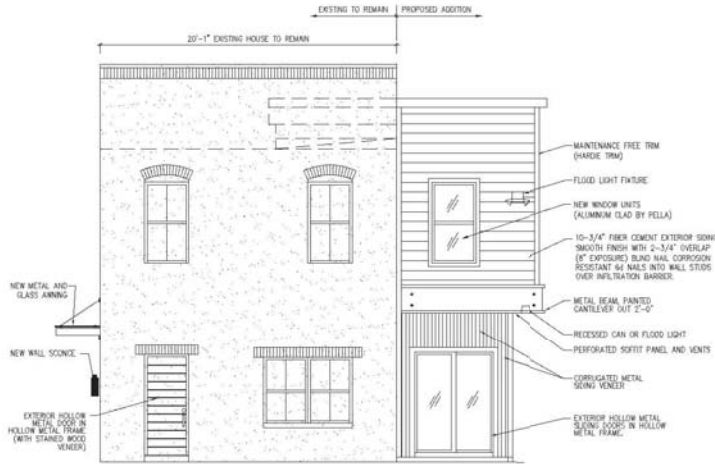 EXISTING TO REMAIN
PROPOSED ADDITION
20'-1" EXISTING HOUSE TO REMAIN
MAINTENANCE FREE TRIM
(HARDIE TRIM)
FLOOD LIGHT FIXTURE
NEW WINDOW UNITS
(ALUMINUM CLAD BY PELLA)
10-3/4" FIBER CEMENT EXTERIOR SIDING
SMOOTH FINISH WITH 2-3/4" OVERLAP
(8" EXPOSURE) BLIND NAIL CORROSION
RESISTANT 6d NAILS INTO WALL STUDS
OVER INFILTRATION BARRIER.
METAL BEAM, PAINTED
CANTILEVER OUT 2'-0"
RECESSED CAN OR FLOOD LIGHT
PERFORATED SOFFIT PANEL AND VENTS
CORRUGATED METAL
SIDING VENEER
EXTERIOR HOLLOW METAL
SLIDING DOORS IN HOLLOW
METAL FRAME.
NEW METAL AND
GLASS AWNING
NEW WALL SCONCE
EXTERIOR HOLLOW
METAL DOOR IN
HOLLOW METAL FRAME
(WITH STAINED WOOD
VENEER)